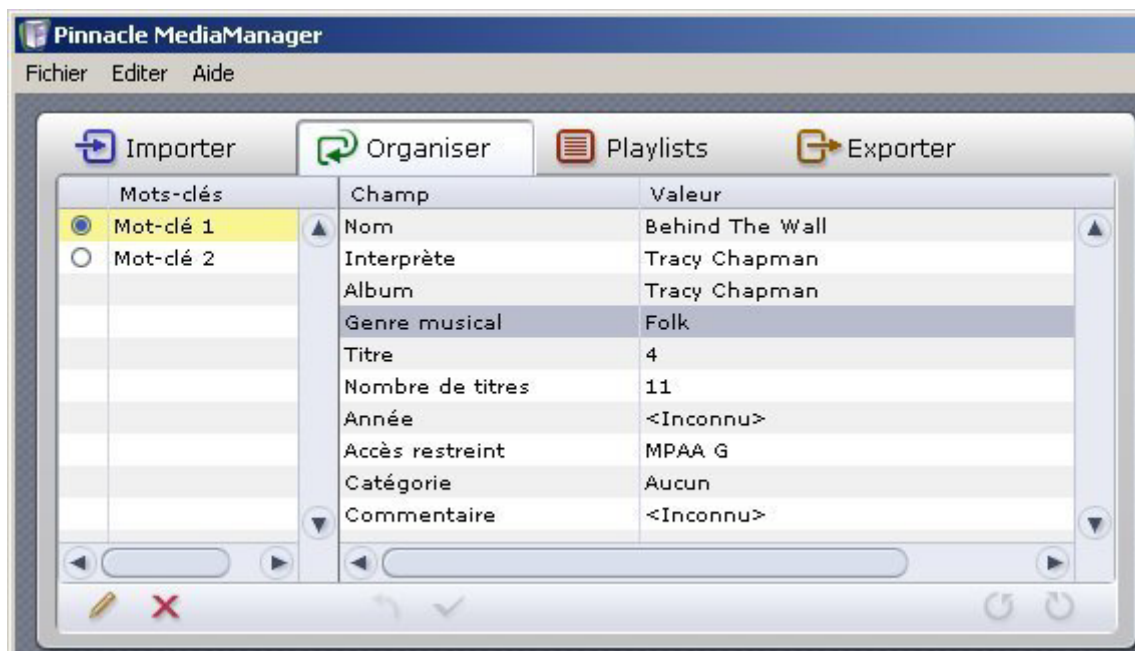 Pinnacle MediaManager
Fichier Editer Aide
Importer Organiser Playlists Exporter
Mots-clés Champ Valeur
Mot-clé 1 Nom Behind The Wall
Mot-clé 2 Interprète Tracy Chapman
Album Tracy Chapman
Genre musical Folk
Titre 4
Nombre de titres 11
Année <Inconnu>
Accès restreint MPAA G
Catégorie Aucun
Commentaire <Inconnu>